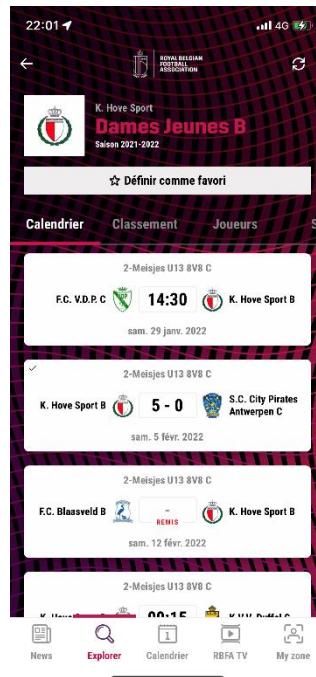 22:01
4G
ROYAL BELGIAN
FOOTBALL
ASSOCIATION
K. Hove Sport
Dames Jeunes B
Saison 2021-2022
Définir comme favori
Calendrier Classement Joueurs S
2-Meisjes U13 8V8 C
F.C. V.D.P. C 14:30 K. Hove Sport B
sam. 29 janv. 2022
2-Meisjes U13 8V8 C
K. Hove Sport B 5 - 0 S.C. City Pirates
Antwerpen C
sam. 5 févr. 2022
2-Meisjes U13 8V8 C
F.C. Blaasveld B - K. Hove Sport B
REMIS
sam. 12 févr. 2022
2-Meisjes U13 8V8 C
News Explorer Calendrier RBFA TV My zone